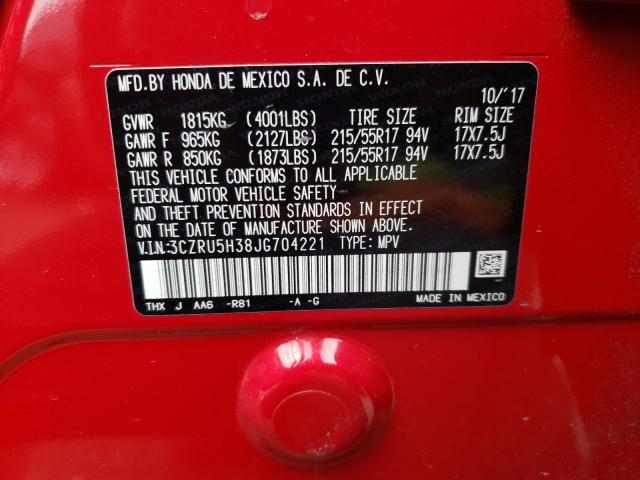 MFD.BY HONDA DE MEXICO S.A. DE C.V.
10/'17
GVWR 1815KG (4001LBS) TIRE SIZE RIM SIZE
GAWR F 965KG (2127LBS) 215/55R17 94V 17X7.5J
GAWR R 850KG (1873LBS) 215/55R17 94V 17X7.5J
THIS VEHICLE CONFORMS TO ALL APPLICABLE
FEDERAL MOTOR VEHICLE SAFETY
AND THEFT PREVENTION STANDARDS IN EFFECT
ON THE DATE OF MANUFACTURE SHOWN ABOVE.
V.I.N:3CZRU5H38JG704221 TYPE: MPV
THX J AA6 -R81 -A -G MADE IN MEXICO